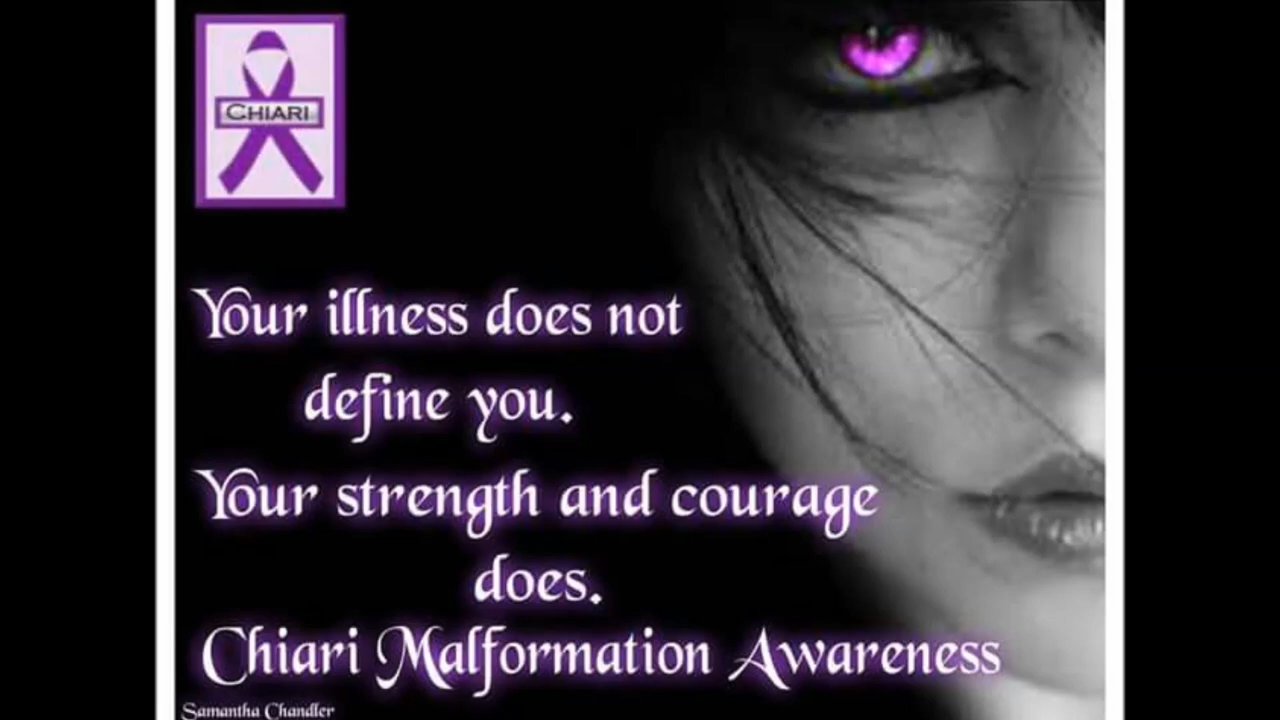 CHIARI
Your illness does not
define you.
Your strength and courage
does.
Chiari Malformation Awareness
Samantha Chandler